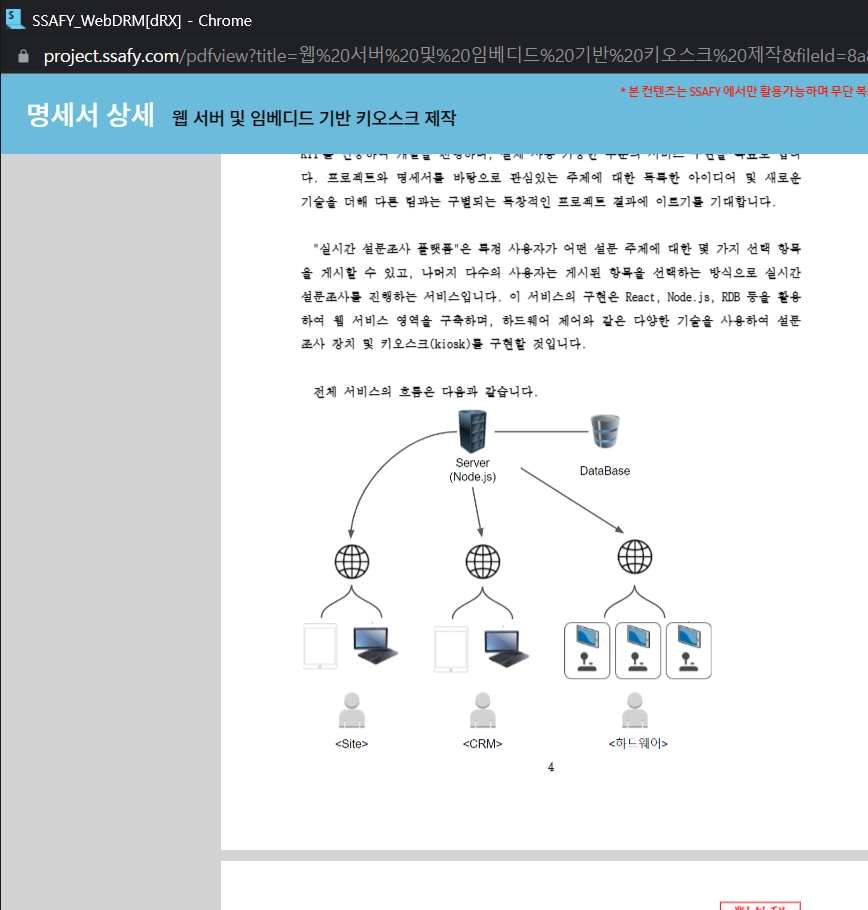 SSAFY_WebDRM[dRX] - Chrome
project.ssafy.com/pdfview?title=웹%20서버%20및%20임베디드%20기반%20키오스크%20제작&fileId=8a
* 본 컨텐츠는 SSAFY 에서만 활용가능하며 무단 복
명세서 상세 웹 서버 및 임베디드 기반 키오스크 제작
다. 프로젝트와 명세서를 바탕으로 관심있는 주제에 대한 톡톡한 아이디어 및 새로운
기술을 더해 다른 팀과는 구별되는 독창적인 프로젝트 결과에 이르기를 기대합니다.
"실시간 설문조사 플랫폼"은 특정 사용자가 어떤 설문 주제에 대한 몇 가지 선택 항목
을 게시할 수 있고, 나머지 다수의 사용자는 게시된 항목을 선택하는 방식으로 실시간
설문조사를 진행하는 서비스입니다. 이 서비스의 구현은 React, Node.js, RDB 등을 활용
하여 웹 서비스 영역을 구축하며, 하드웨어 제어와 같은 다양한 기술을 사용하여 설문
조사 장치 및 키오스크(kiosk)를 구현할 것입니다.
전체 서비스의 흐름은 다음과 같습니다.
Server
(Node.js)
DataBase
<Site>
<CRM>
<하드웨어>
4